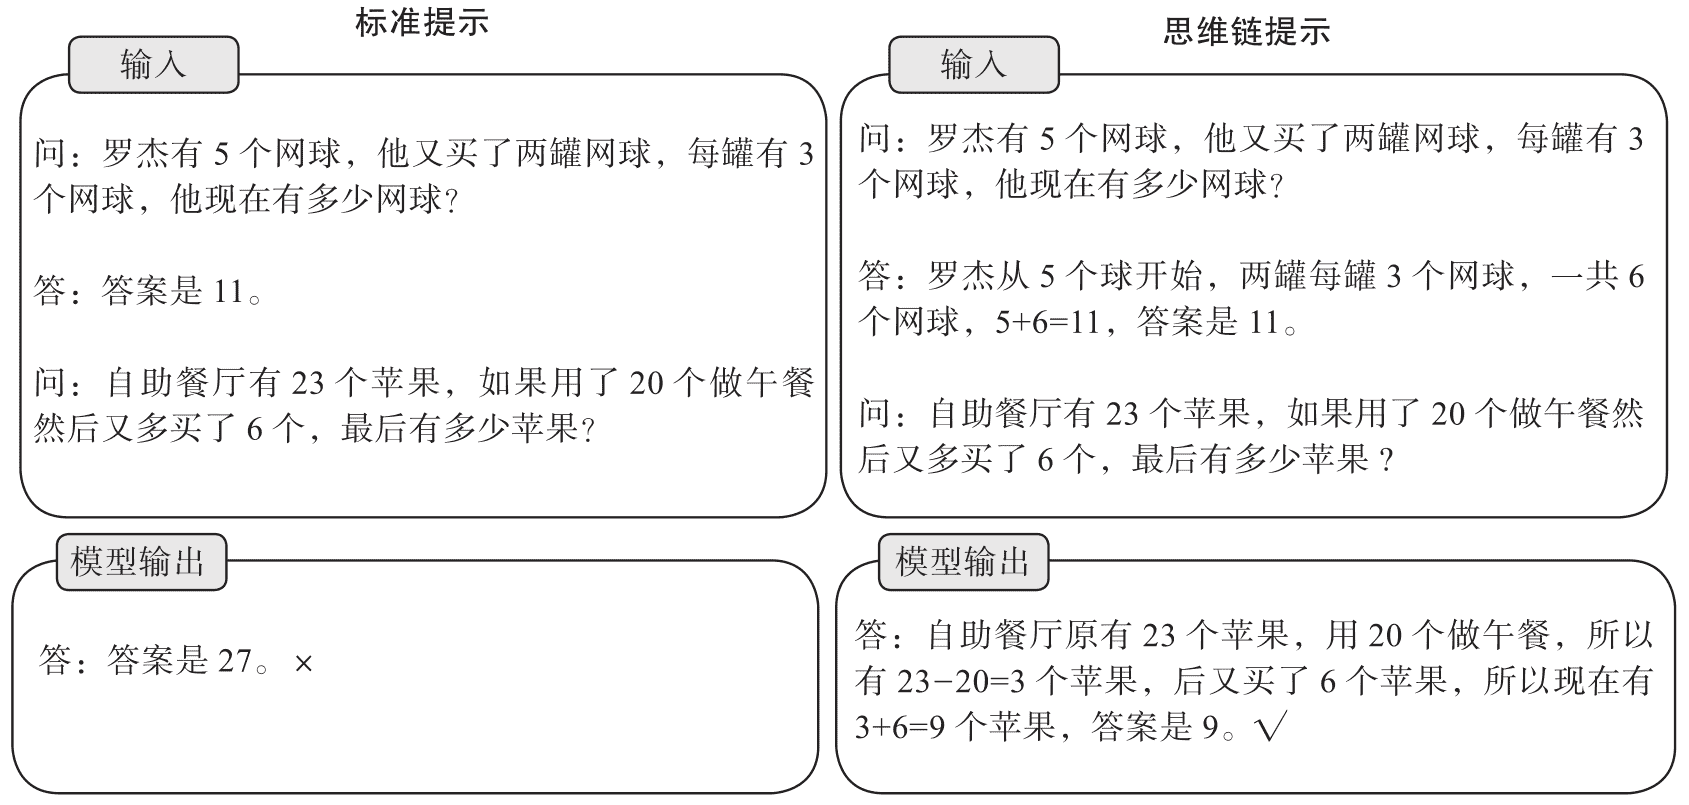 标准提示
输入
问：罗杰有 5 个网球，他又买了两罐网球，每罐有 3
个网球，他现在有多少网球？
答：答案是 11。
问：自助餐厅有 23 个苹果，如果用了 20 个做午餐
然后又多买了 6 个，最后有多少苹果？
模型输出
答：答案是 27。×
思维链提示
输入
问：罗杰有 5 个网球，他又买了两罐网球，每罐有 3
个网球，他现在有多少网球？
答：罗杰从 5 个球开始，两罐每罐 3 个网球，一共 6
个网球，5+6=11，答案是 11。
问：自助餐厅有 23 个苹果，如果用了 20 个做午餐然
后又多买了 6 个，最后有多少苹果？
模型输出
答：自助餐厅原有 23 个苹果，用 20 个做午餐，所以
有 23−20=3 个苹果，后又买了 6 个苹果，所以现在有
3+6=9 个苹果，答案是 9。√